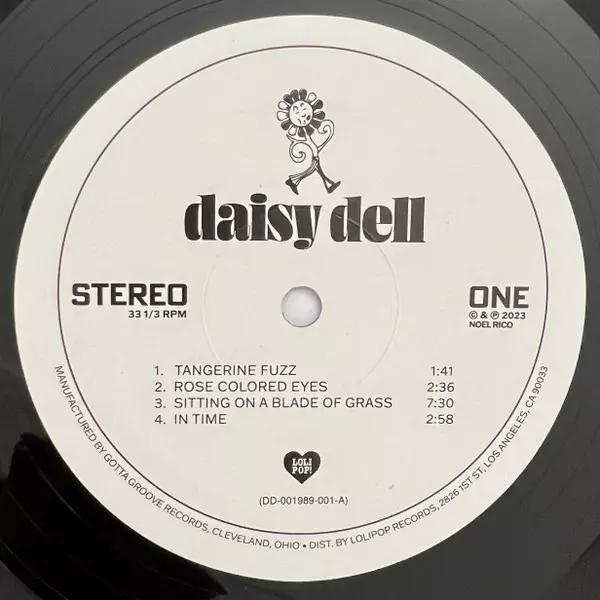 daisy dell
STEREO
33 1/3 RPM
ONE
© & ℗ 2023
NOEL RICO
1. TANGERINE FUZZ 1:41
2. ROSE COLORED EYES 2:36
3. SITTING ON A BLADE OF GRASS 7:30
4. IN TIME 2:58
LOLI
POP!
(DD-001989-001-A)
MANUFACTURED BY GOTTA GROOVE RECORDS, CLEVELAND, OHIO • DIST. BY LOLIPOP RECORDS, 2826 1ST ST, LOS ANGELES, CA 90033